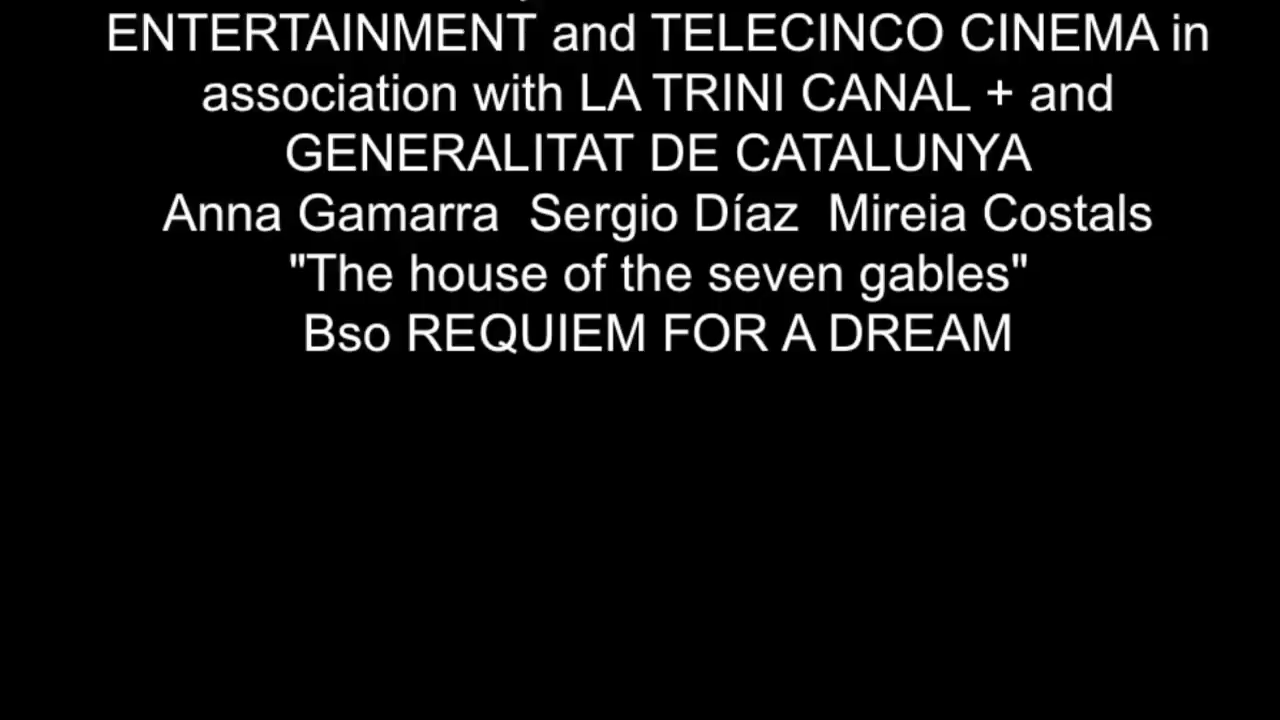 ENTERTAINMENT and TELECINCO CINEMA in
association with LA TRINI CANAL + and
GENERALITAT DE CATALUNYA
Anna Gamarra  Sergio Díaz  Mireia Costals
"The house of the seven gables"
Bso REQUIEM FOR A DREAM